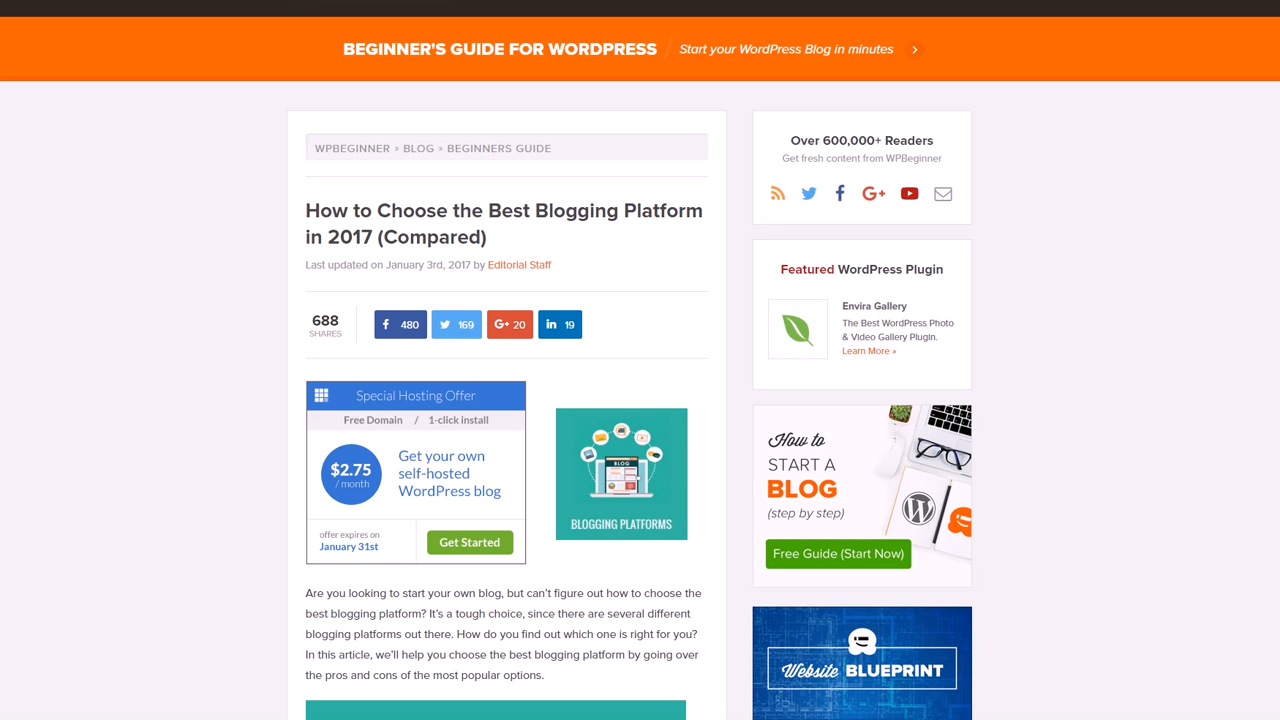 BEGINNER'S GUIDE FOR WORDPRESS / Start your WordPress Blog in minutes
WPBEGINNER » BLOG » BEGINNERS GUIDE
How to Choose the Best Blogging Platform
in 2017 (Compared)
Last updated on January 3rd, 2017 by Editorial Staff
688
SHARES
480
169
G+ 20
in 19
Special Hosting Offer
Free Domain / 1-click install
$2.75
/ month
Get your own
self-hosted
WordPress blog
offer expires on
January 31st
Get Started
BLOG
BLOGGING PLATFORMS
Are you looking to start your own blog, but can't figure out how to choose the
best blogging platform? It's a tough choice, since there are several different
blogging platforms out there. How do you find out which one is right for you?
In this article, we'll help you choose the best blogging platform by going over
the pros and cons of the most popular options.
Over 600,000+ Readers
Get fresh content from WPBeginner
G+
Featured WordPress Plugin
Envira Gallery
The Best WordPress Photo
& Video Gallery Plugin.
Learn More »
How to
START A
BLOG
(step by step)
Free Guide (Start Now)
Website BLUEPRINT